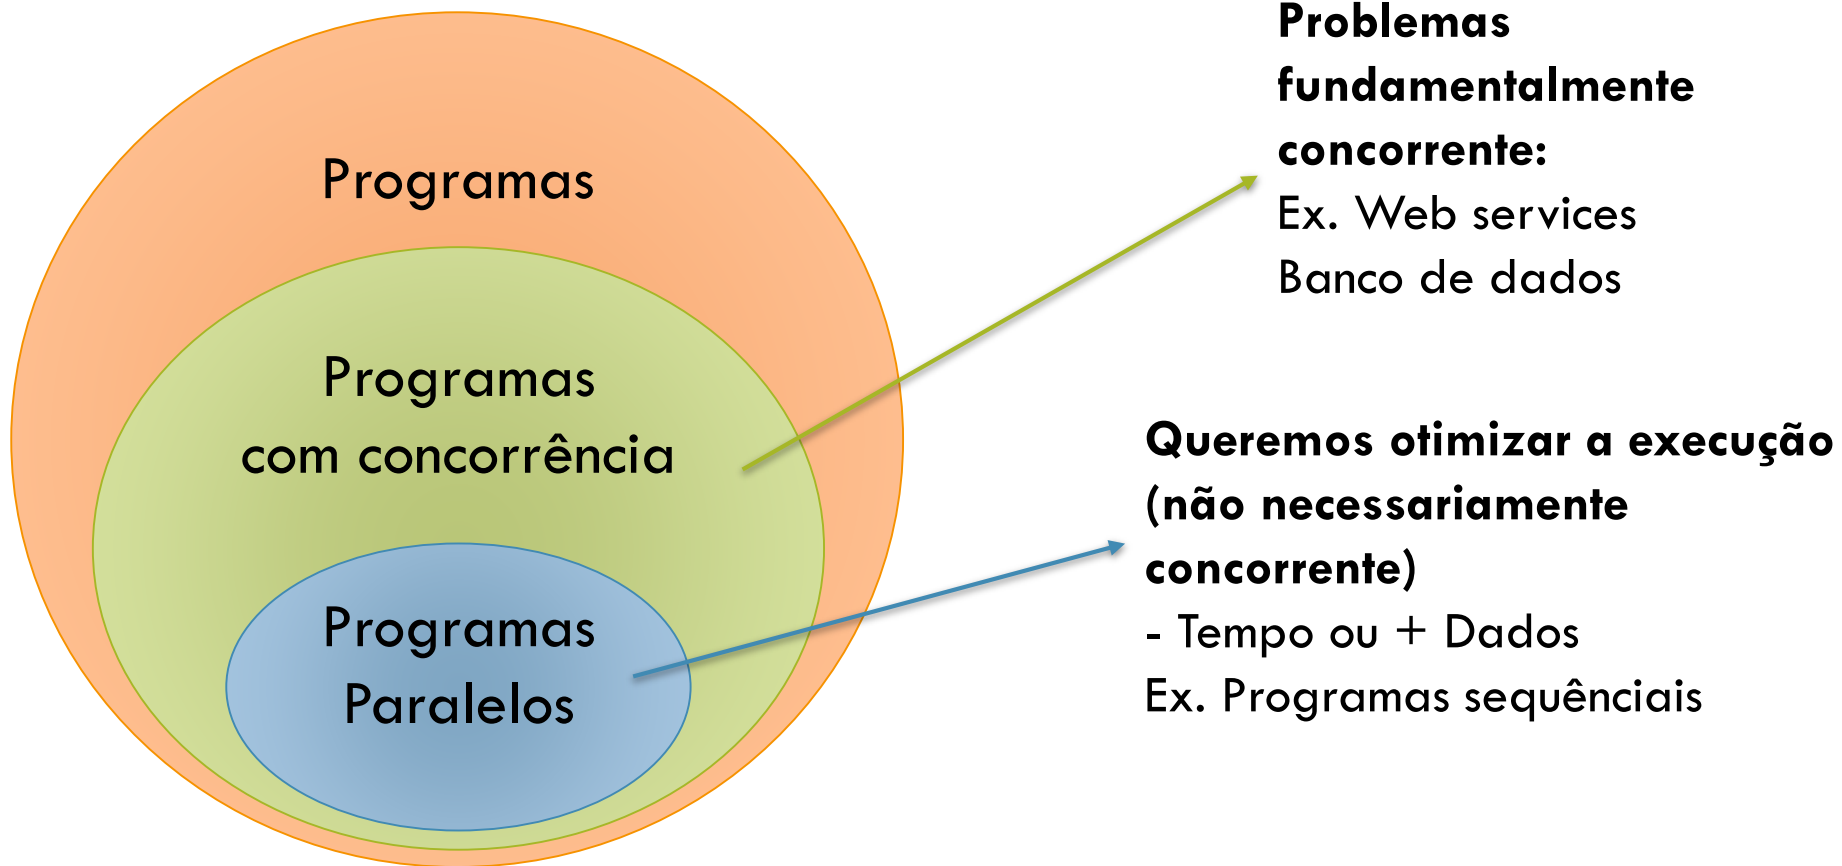 Programas
Programas
com concorrência
Programas
Paralelos
Problemas
fundamentalmente
concorrente:
Ex. Web services
Banco de dados
Queremos otimizar a execução
(não necessariamente
concorrente)
- Tempo ou + Dados
Ex. Programas sequênciais